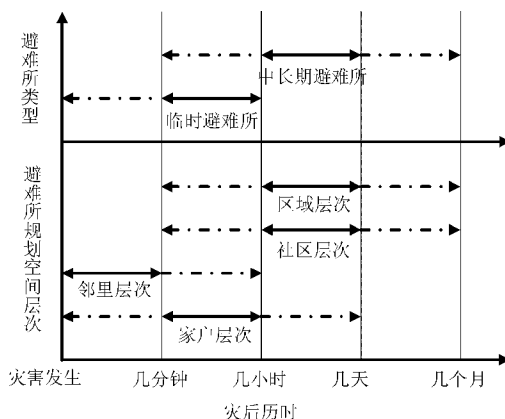 避难所类型
中长期避难所
临时避难所
避难所规划空间层次
区域层次
社区层次
邻里层次
家户层次
灾害发生 几分钟 几小时 几天 几个月
灾后历时